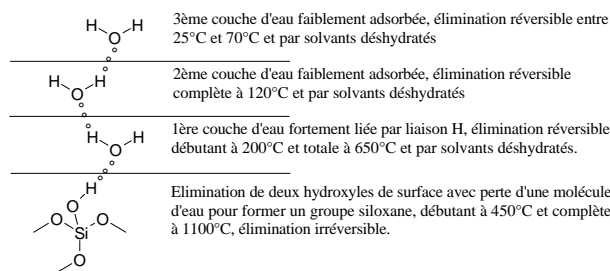 3ème couche d'eau faiblement adsorbée, élimination réversible entre
25°C et 70°C et par solvants déshydratés
H O H
2ème couche d'eau faiblement adsorbée, élimination réversible
complète à 120°C et par solvants déshydratés
H H
O
1ère couche d'eau fortement liée par liaison H, élimination réversible
débutant à 200°C et totale à 650°C et par solvants déshydratés.
H H
O
Elimination de deux hydroxyles de surface avec perte d'une molécule
d'eau pour former un groupe siloxane, débutant à 450°C et complète
à 1100°C, élimination irréversible.
H
O
O Si O
O